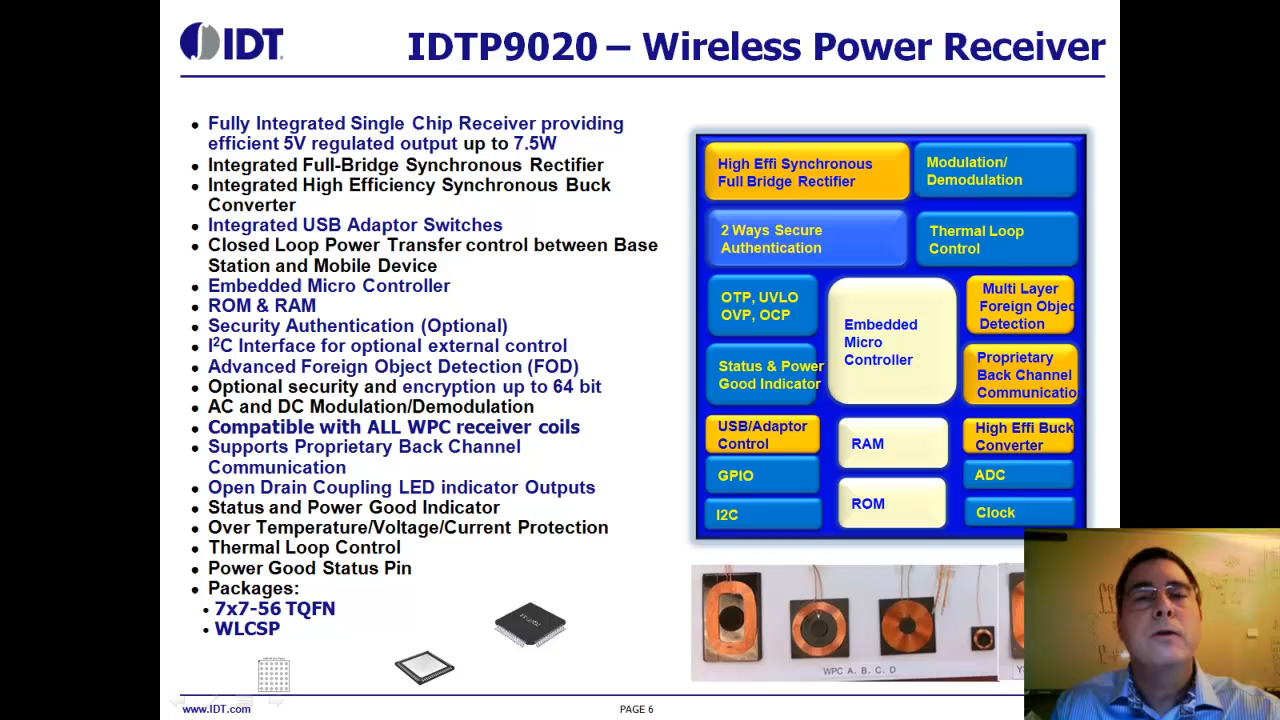 IDT
IDTP9020 – Wireless Power Receiver
Fully Integrated Single Chip Receiver providing
efficient 5V regulated output up to 7.5W
Integrated Full-Bridge Synchronous Rectifier
Integrated High Efficiency Synchronous Buck
Converter
Integrated USB Adaptor Switches
Closed Loop Power Transfer control between Base
Station and Mobile Device
Embedded Micro Controller
ROM & RAM
Security Authentication (Optional)
I²C Interface for optional external control
Advanced Foreign Object Detection (FOD)
Optional security and encryption up to 64 bit
AC and DC Modulation/Demodulation
Compatible with ALL WPC receiver coils
Supports Proprietary Back Channel
Communication
Open Drain Coupling LED indicator Outputs
Status and Power Good Indicator
Over Temperature/Voltage/Current Protection
Thermal Loop Control
Power Good Status Pin
Packages:
7x7-56 TQFN
WLCSP
High Effi Synchronous
Full Bridge Rectifier
Modulation/
Demodulation
2 Ways Secure
Authentication
Thermal Loop
Control
OTP, UVLO
OVP, OCP
Embedded
Micro
Controller
Multi Layer
Foreign Objec
Detection
Status & Power
Good Indicator
Proprietary
Back Channel
Communicatio
USB/Adaptor
Control
RAM
High Effi Buck
Converter
GPIO
ADC
I2C
ROM
Clock
WPC A, B, C, D
www.IDT.com
PAGE 6